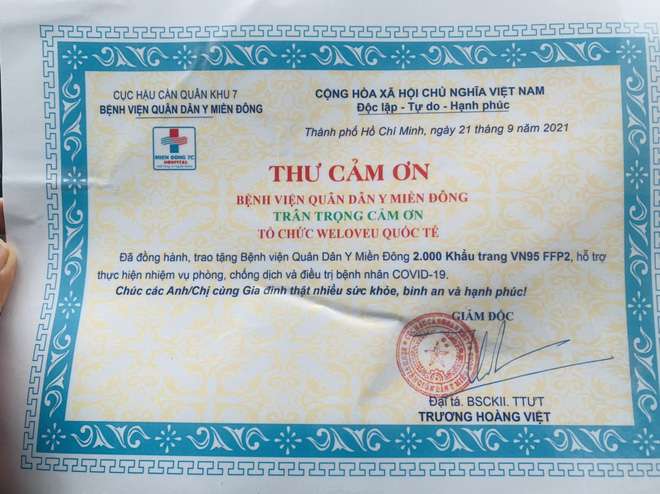 CỤC HẬU CẦN QUÂN KHU 7
BỆNH VIỆN QUÂN DÂN Y MIỀN ĐÔNG
CỘNG HÒA XÃ HỘI CHỦ NGHĨA VIỆT NAM
Độc lập - Tự do - Hạnh phúc
Thành phố Hồ Chí Minh, ngày 21 tháng 9 năm 2021
MIEN DONG 7C
HOSPITAL
THƯ CẢM ƠN
BỆNH VIỆN QUÂN DÂN Y MIỀN ĐÔNG
TRÂN TRỌNG CẢM ƠN
TỔ CHỨC WELOVEU QUỐC TẾ
Đã đồng hành, trao tặng Bệnh viện Quân Dân Y Miền Đông 2.000 Khẩu trang VN95 FFP2, hỗ trợ
thực hiện nhiệm vụ phòng, chống dịch và điều trị bệnh nhân COVID-19.
Chúc các Anh/Chị cùng Gia đình thật nhiều sức khỏe, bình an và hạnh phúc!
GIÁM ĐỐC
Đại tá. BSCKII. TTƯT
TRƯƠNG HOÀNG VIỆT